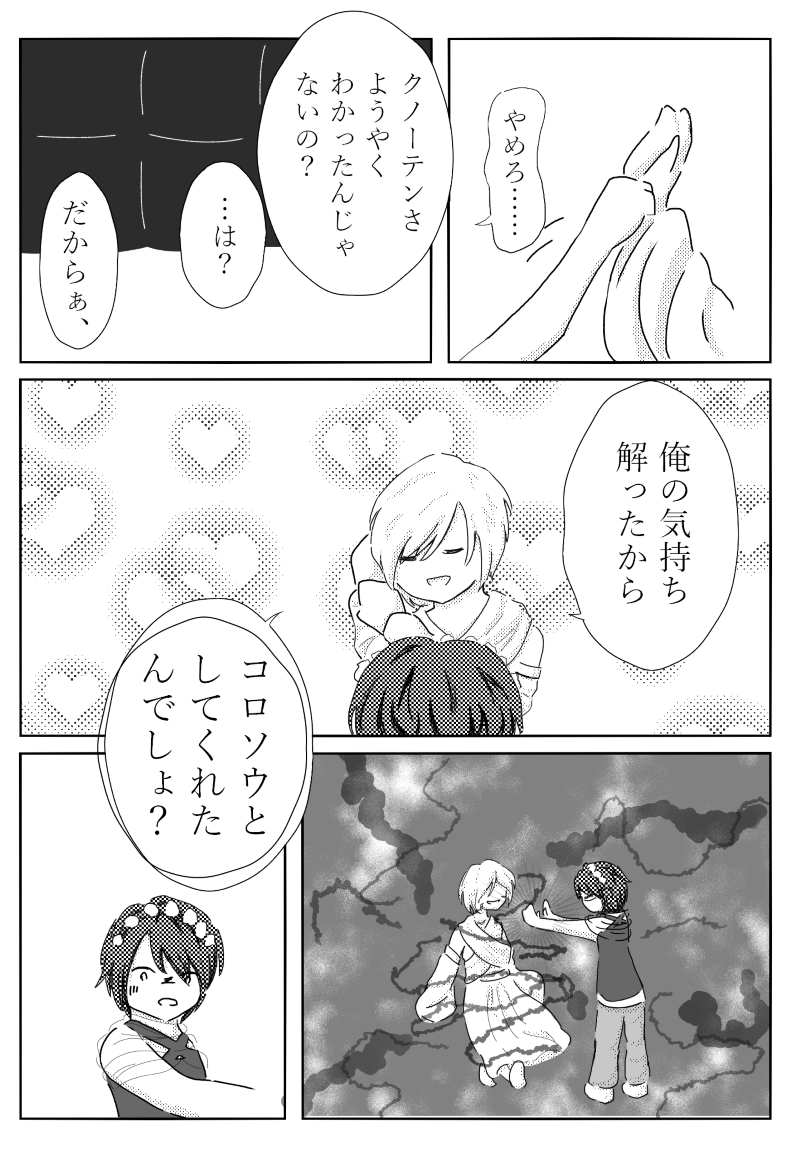 やめろ……
クノーテンさ
ようやく
わかったんじゃ
ないの？
…は？
だからぁ、
俺の気持ち
解ったから
コロソウと
してくれた
んでしょ？